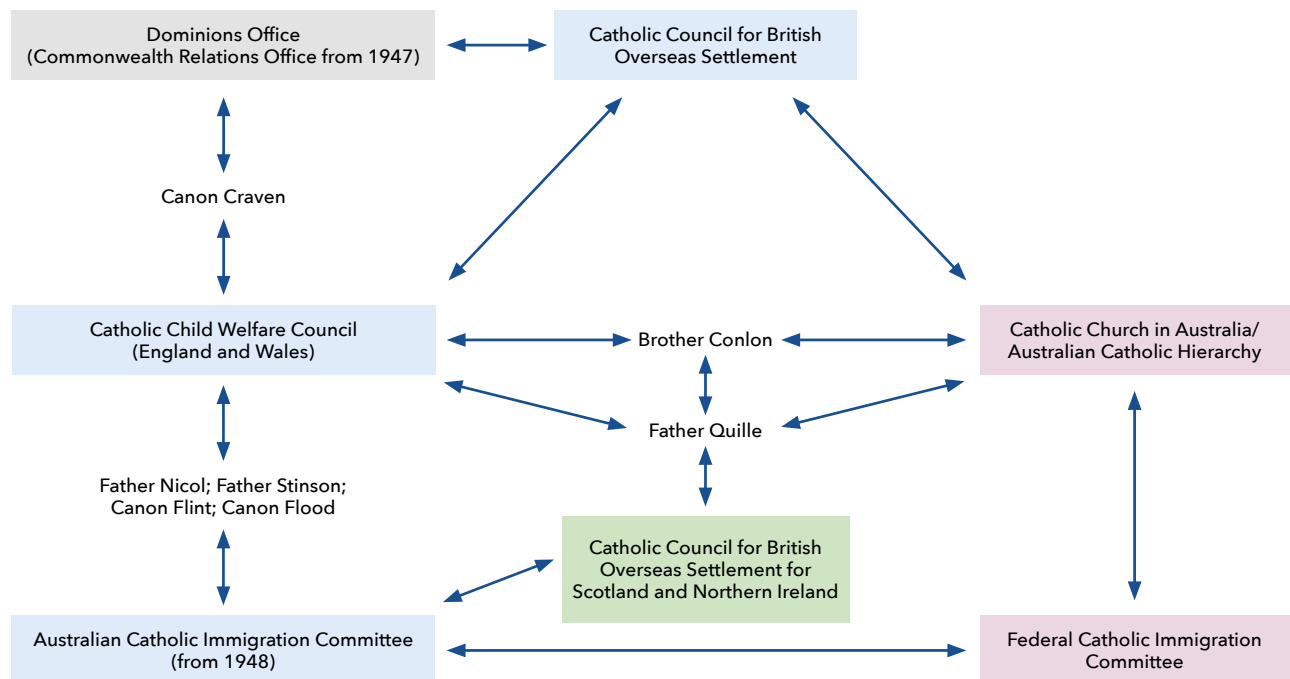 Dominions Office
(Commonwealth Relations Office from 1947)
Catholic Council for British
Overseas Settlement
Canon Craven
Catholic Child Welfare Council
(England and Wales)
Brother Conlon
Catholic Church in Australia/
Australian Catholic Hierarchy
Father Quille
Father Nicol; Father Stinson;
Canon Flint; Canon Flood
Catholic Council for British
Overseas Settlement for
Scotland and Northern Ireland
Australian Catholic Immigration Committee
(from 1948)
Federal Catholic Immigration
Committee